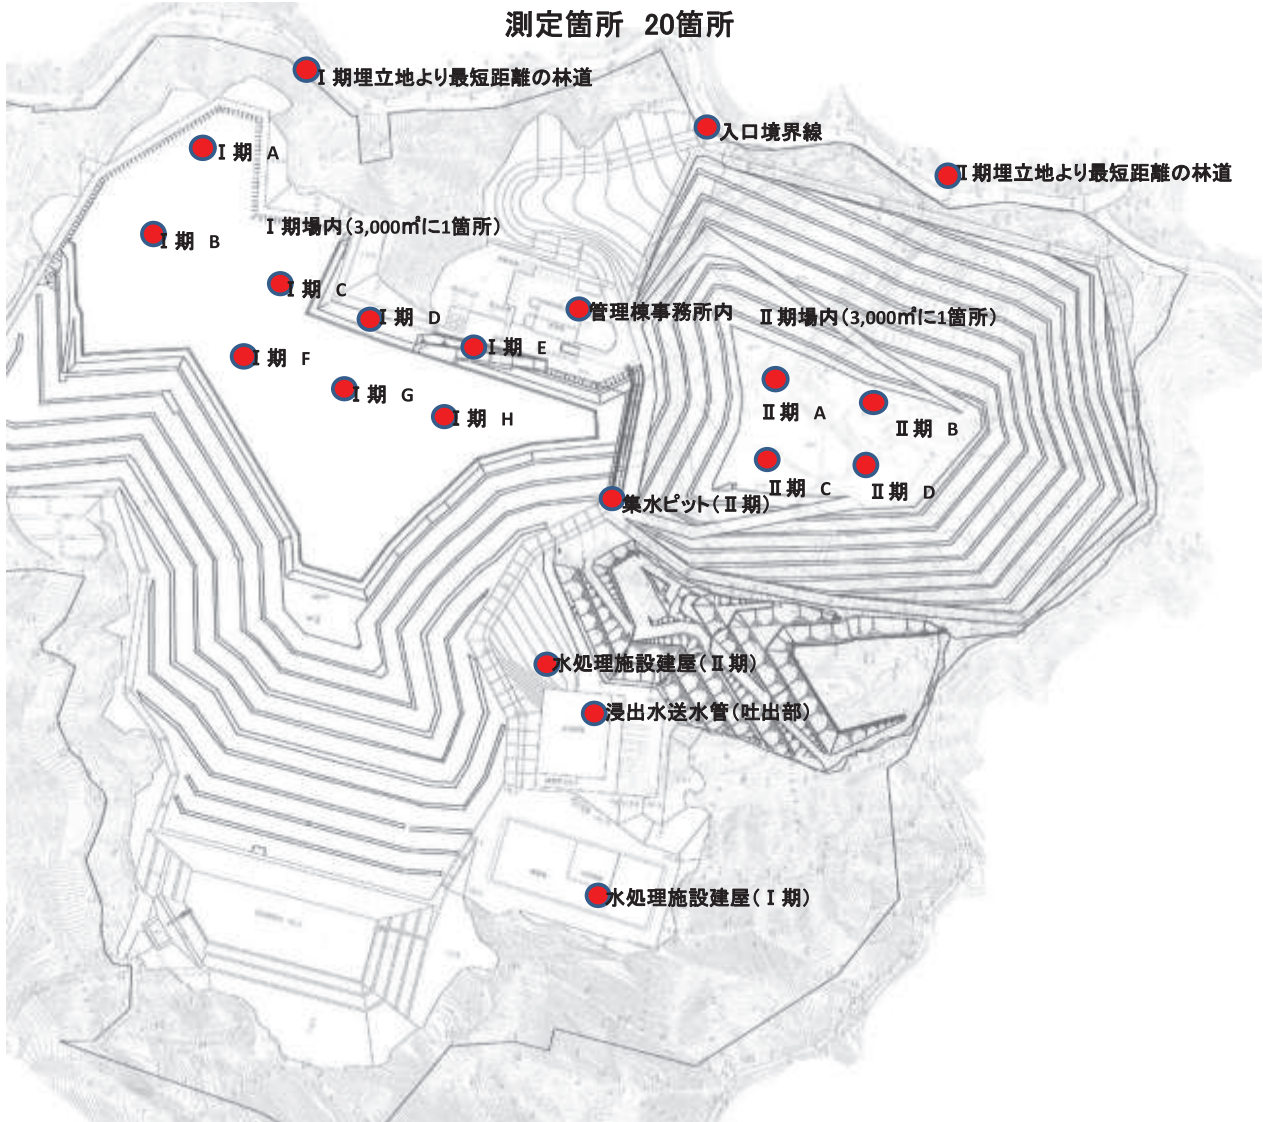 測定箇所 20箇所
Ⅰ期埋立地より最短距離の林道
入口境界線
Ⅱ期埋立地より最短距離の林道
Ⅰ期 A
Ⅰ期場内(3,000㎡に1箇所)
Ⅰ期 B
Ⅰ期 C
Ⅰ期 D
管理棟事務所内
Ⅱ期場内(3,000㎡に1箇所)
Ⅰ期 E
Ⅰ期 F
Ⅰ期 G
Ⅰ期 H
Ⅱ期 A
Ⅱ期 B
Ⅱ期 C
Ⅱ期 D
集水ピット(Ⅱ期)
水処理施設建屋(Ⅱ期)
浸出水送水管(吐出部)
水処理施設建屋(Ⅰ期)